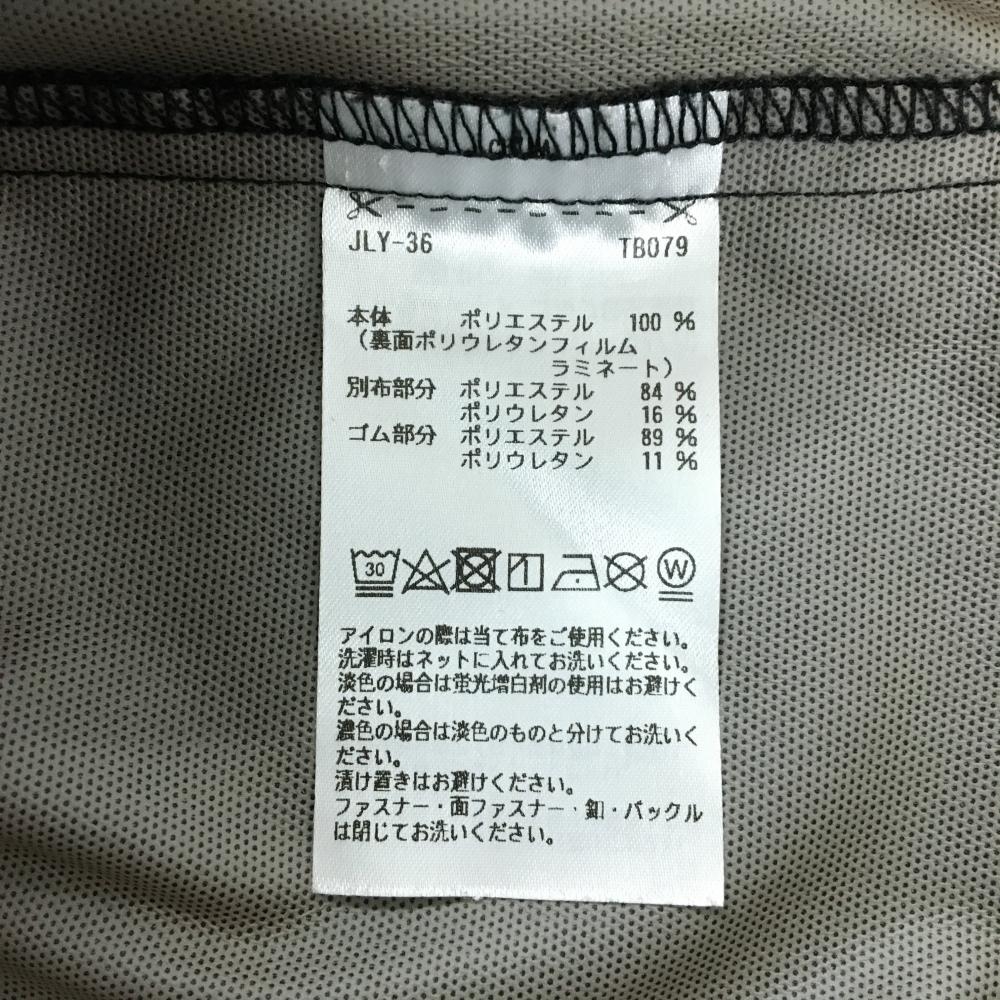 JLY-36 TB079
本体 ポリエステル 100 %
（裏面ポリウレタンフィルム
ラミネート）
別布部分 ポリエステル 84 %
ポリウレタン 16 %
ゴム部分 ポリエステル 89 %
ポリウレタン 11 %
30 W
アイロンの際は当て布をご使用ください。
洗濯時はネットに入れてお洗いください。
淡色の場合は蛍光増白剤の使用はお避けく
ださい。
濃色の場合は淡色のものと分けてお洗いく
ださい。
漬け置きはお避けください。
ファスナー・面ファスナー・釦・バックル
は閉じてお洗いください。